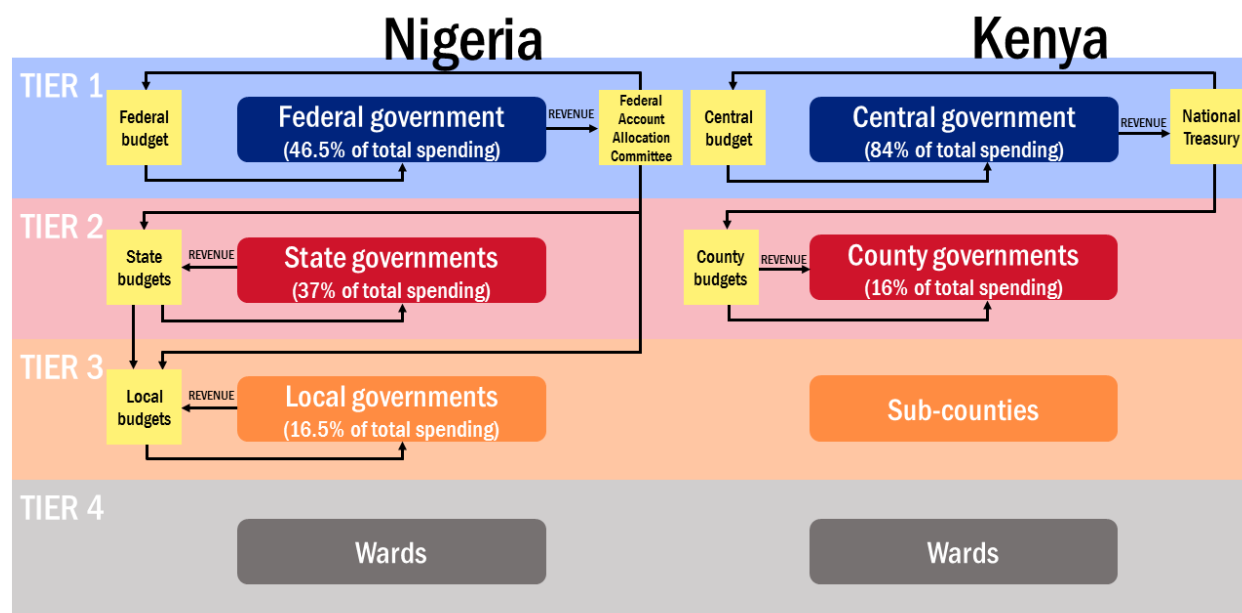 Nigeria
Kenya
TIER 1
Federal
budget
Federal government
(46.5% of total spending)
REVENUE
Federal
Account
Allocation
Committee
Central
budget
Central government
(84% of total spending)
REVENUE
National
Treasury
TIER 2
State
budgets
REVENUE
State governments
(37% of total spending)
County
budgets
REVENUE
County governments
(16% of total spending)
TIER 3
Local
budgets
REVENUE
Local governments
(16.5% of total spending)
Sub-counties
TIER 4
Wards
Wards